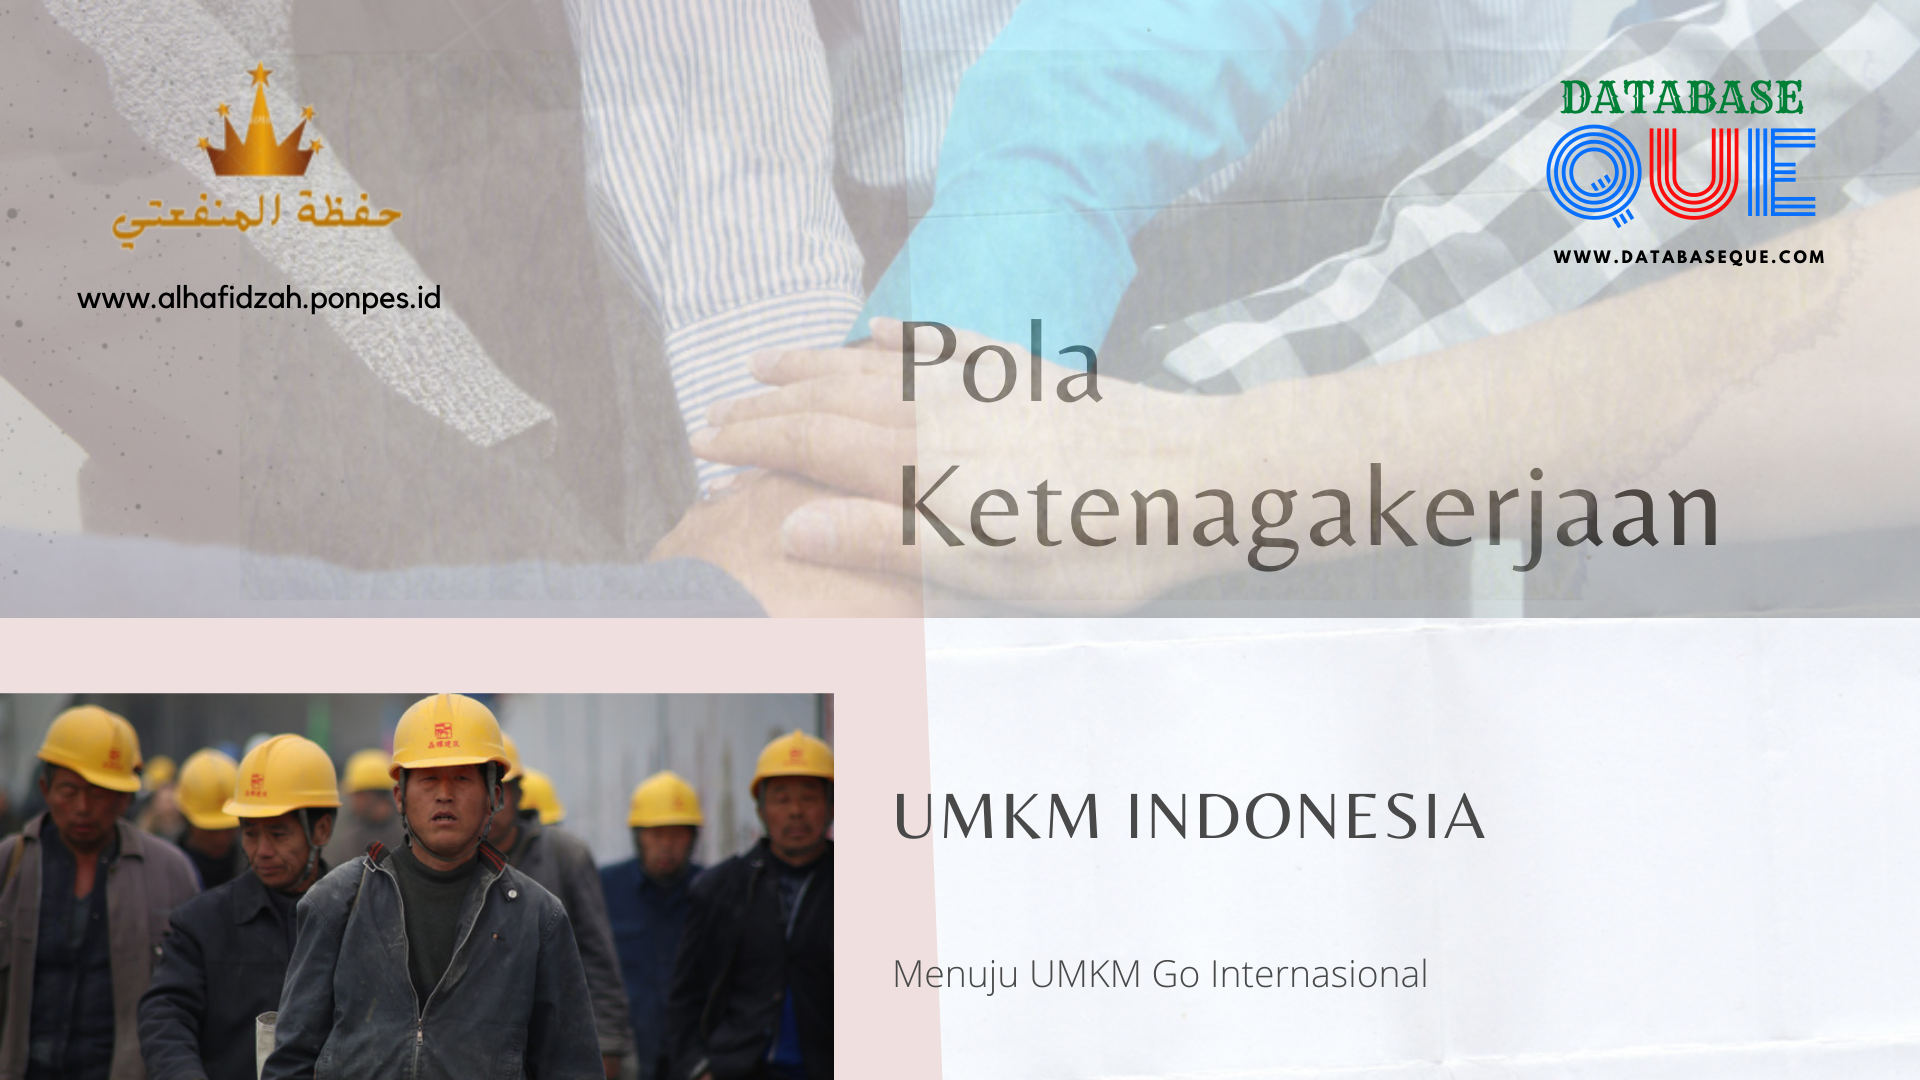 حفظة المنفعتي
www.alhafidzah.ponpes.id
DATABASE
QUE
WWW.DATABASEQUE.COM
Pola
Ketenagakerjaan
UMKM INDONESIA
Menuju UMKM Go Internasional